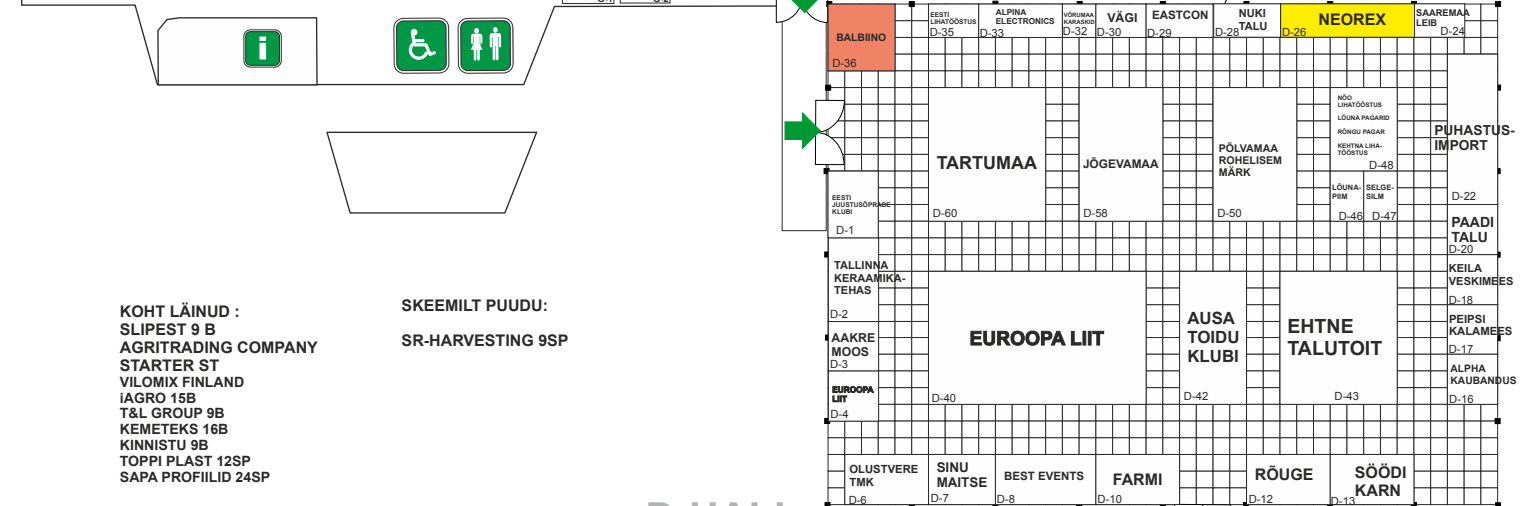 BALBIINO
D-36
EESTI
LIHATÖÖSTUS
D-35
ALPINA
ELECTRONICS
D-33
VÕRUMAA
KARASKID
D-32
VÄGI
D-30
EASTCON
D-29
NUKI
TALU
D-28
NEOREX
D-26
SAAREMAA
LEIB
D-24
TARTUMAA
D-60
JÕGEVAMAA
D-58
PÕLVAMAA
ROHELISEM
MÄRK
D-50
NÕO
LIHATÖÖSTUS
LÕUNA PAGARID
RÕNGU PAGAR
KEHTNA LIHA-
TÖÖSTUS
D-48
PUHASTUS-
IMPORT
D-22
LÕUNA-
PIIM
D-46
SELGE-
SILM
D-47
EESTI
JUUSTUSÕPRADE
KLUBI
D-1
PAADI
TALU
D-20
TALLINNA
KERAAMIKA-
TEHAS
D-2
KEILA
VESKIMEES
D-18
AAKRE
MOOS
D-3
EUROOPA LIIT
D-40
AUSA
TOIDU
KLUBI
D-42
EHTNE
TALUTOIT
D-43
PEIPSI
KALAMEES
D-17
EUROOPA
LIIT
D-4
ALPHA
KAUBANDUS
D-16
OLUSTVERE
TMK
D-6
SINU
MAITSE
D-7
BEST EVENTS
D-8
FARMI
D-10
RÕUGE
D-12
SÖÖDI
KARN
D-13
KOHT LÄINUD :
SLIPEST 9 B
AGRITRADING COMPANY
STARTER ST
VILOMIX FINLAND
iAGRO 15B
T&L GROUP 9B
KEMETEKS 16B
KINNISTU 9B
TOPPI PLAST 12SP
SAPA PROFIILID 24SP
SKEEMILT PUUDU:
SR-HARVESTING 9SP